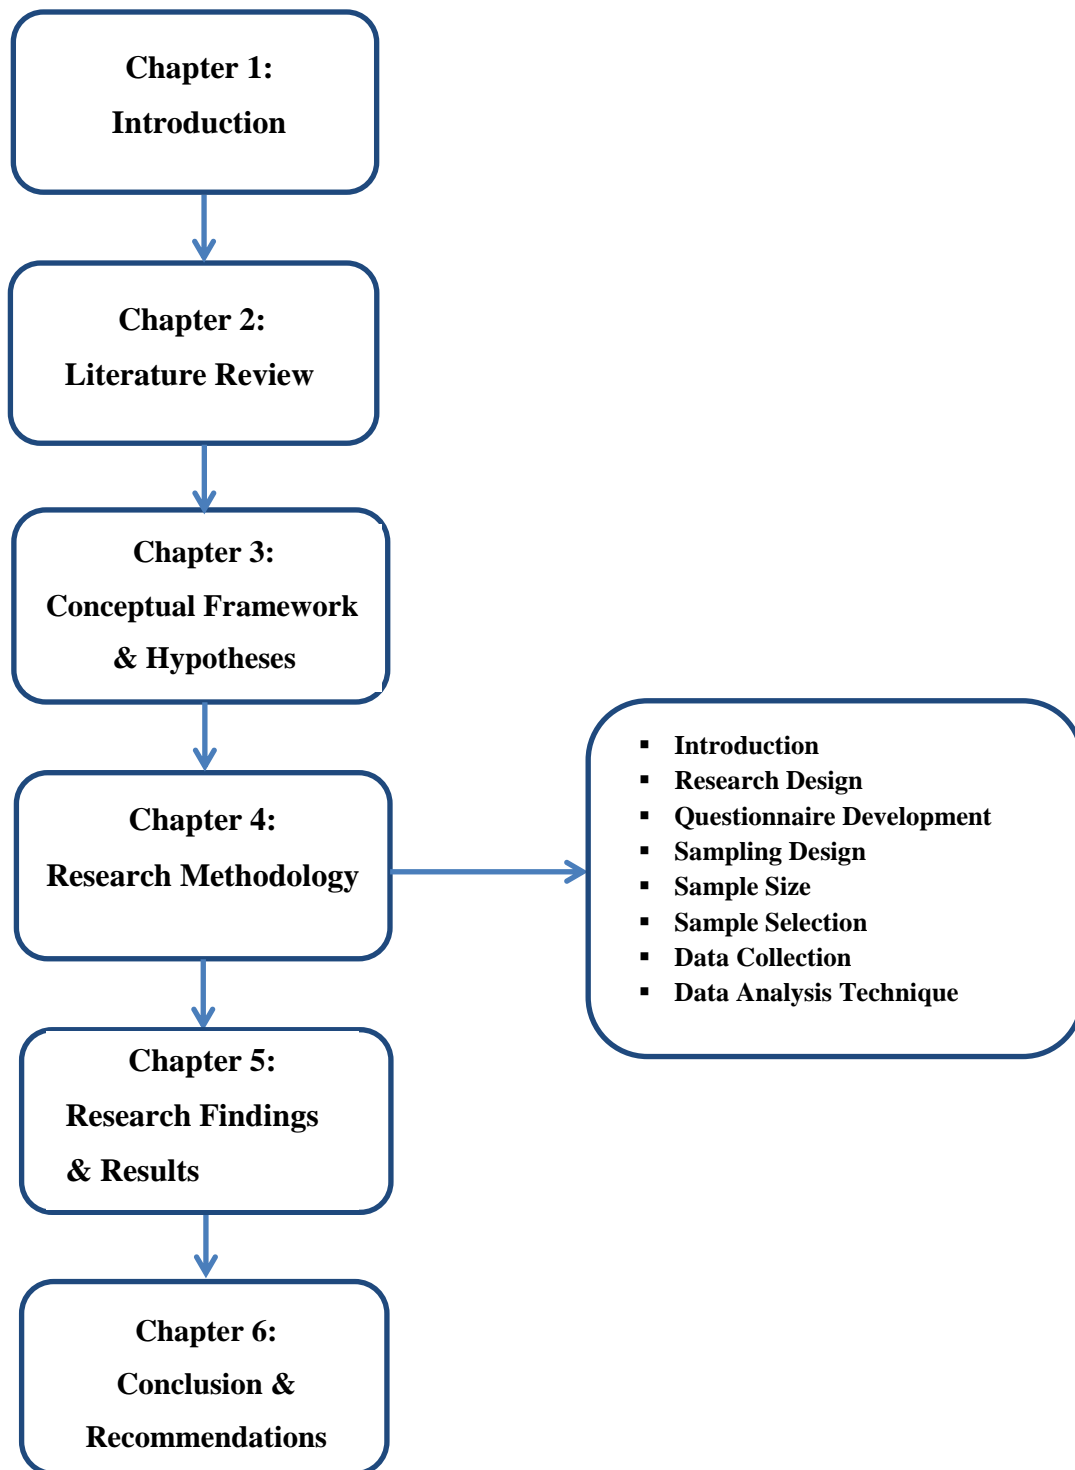 Chapter 1:
Introduction
Chapter 2:
Literature Review
Chapter 3:
Conceptual Framework
& Hypotheses
Chapter 4:
Research Methodology
▪ Introduction
▪ Research Design
▪ Questionnaire Development
▪ Sampling Design
▪ Sample Size
▪ Sample Selection
▪ Data Collection
▪ Data Analysis Technique
Chapter 5:
Research Findings
& Results
Chapter 6:
Conclusion &
Recommendations